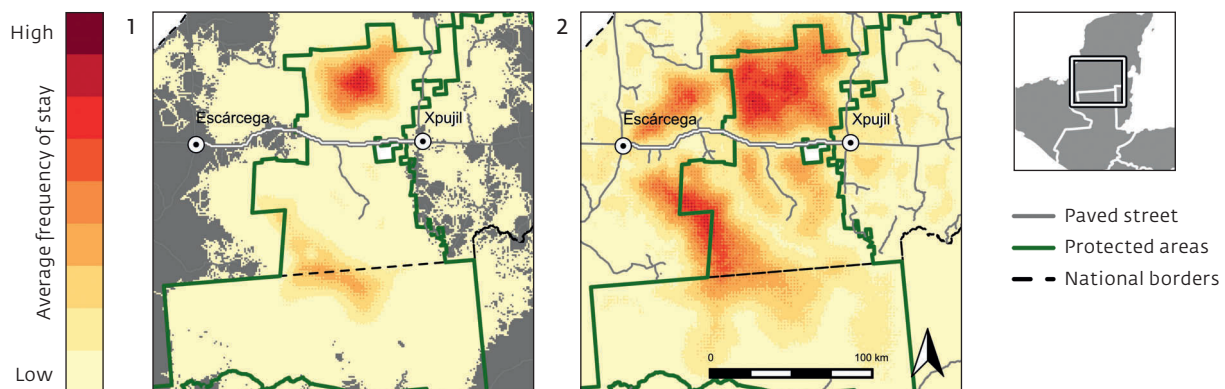 High
Average frequency of stay
Low
1
Escárcega
Xpujil
2
Escárcega
Xpujil
0
100 km
Paved street
Protected areas
National borders